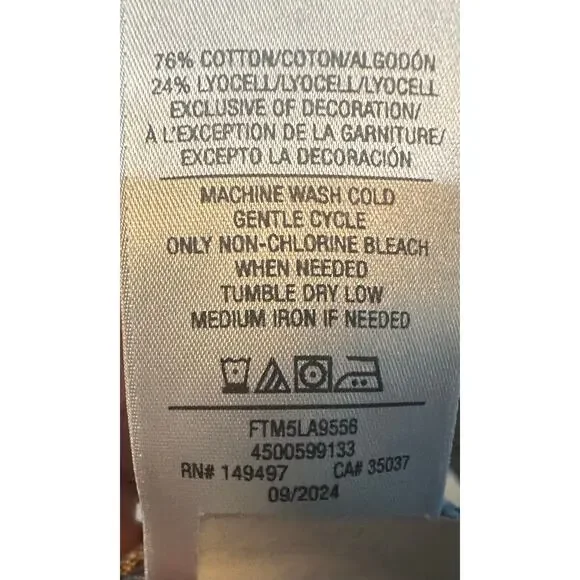 76% COTTON/COTON/ALGODÓN
24% LYOCELL/LYOCELL/LYOCELL
EXCLUSIVE OF DECORATION/
À L'EXCEPTION DE LA GARNITURE/
EXCEPTO LA DECORACIÓN
MACHINE WASH COLD
GENTLE CYCLE
ONLY NON-CHLORINE BLEACH
WHEN NEEDED
TUMBLE DRY LOW
MEDIUM IRON IF NEEDED
FTM5LA9556
4500599133
RN# 149497 CA# 35037
09/2024